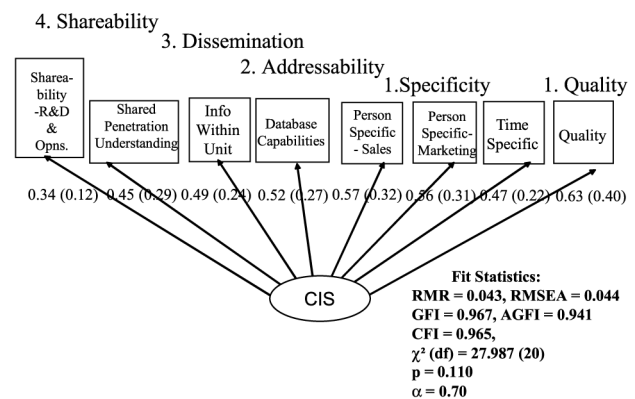 4. Shareability
3. Dissemination
2. Addressability
1.Specificity
1. Quality
Sharea-
bility
-R&D
&
Opns.
Shared
Penetration
Understanding
Info
Within
Unit
Database
Capabilities
Person
Specific
- Sales
Person
Specific-
Marketing
Time
Specific
Quality
0.34 (0.12) 0.45 (0.29) 0.49 (0.24) 0.52 (0.27) 0.57 (0.32) 0.56 (0.31) 0.47 (0.22) 0.63 (0.40)
CIS
Fit Statistics:
RMR = 0.043, RMSEA = 0.044
GFI = 0.967, AGFI = 0.941
CFI = 0.965,
χ² (df) = 27.987 (20)
p = 0.110
α = 0.70